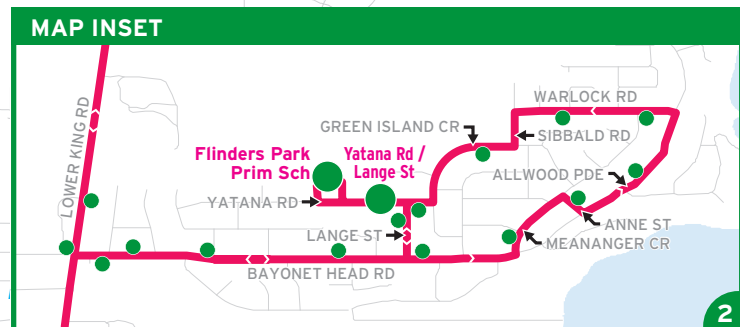 MAP INSET
LOWER KING RD
WARLOCK RD
GREEN ISLAND CR
SIBBALD RD
Flinders Park
Prim Sch
Yatana Rd /
Lange St
ALLWOOD PDE
YATANA RD
ANNE ST
LANGE ST
MEANANGER CR
BAYONET HEAD RD
2